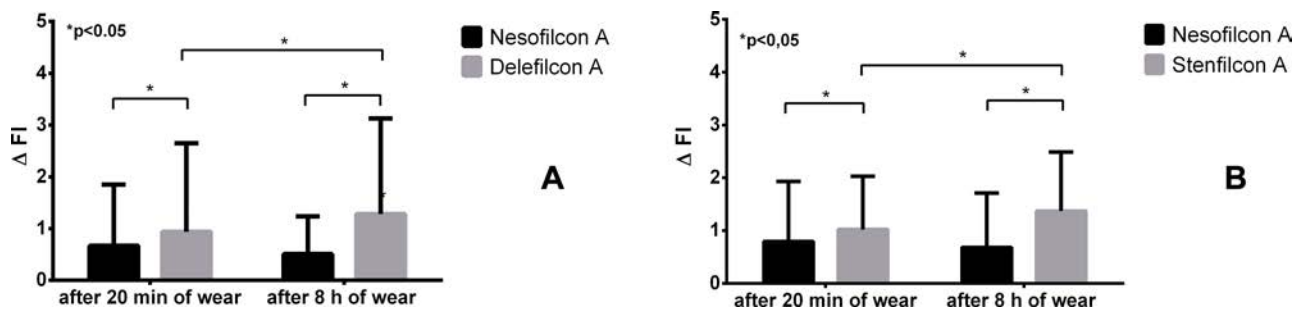 5
4
3
2
1
0
Δ FI
*p<0.05
*
*
*
*
after 20 min of wear
after 8 h of wear
Nesofilcon A
Delefilcon A
A
5
4
3
2
1
0
Δ FI
*p<0,05
*
*
*
after 20 min of wear
after 8 h of wear
Nesofilcon A
Stenfilcon A
B